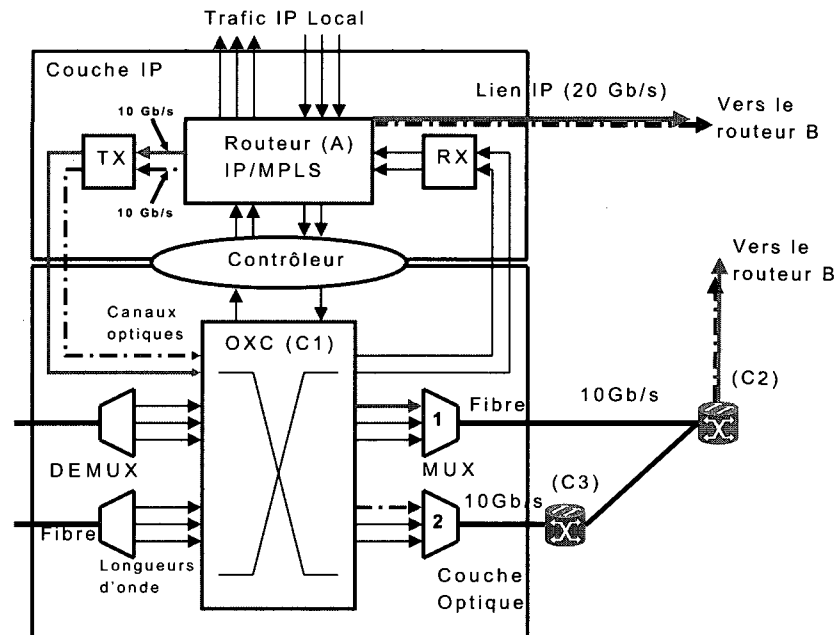 Trafic IP Local
Couche IP
Lien IP (20 Gb/s)
Vers le
routeur B
10 Gb/s
TX
Routeur (A)
IP/MPLS
RX
10 Gb/s
Contrôleur
Vers le
routeur B
Canaux
optiques
OXC (C1)
(C2)
1
Fibre
10Gb/s
DEMUX
MUX
(C3)
2
10Gb/s
Fibre
Longueurs
d'onde
Couche
Optique